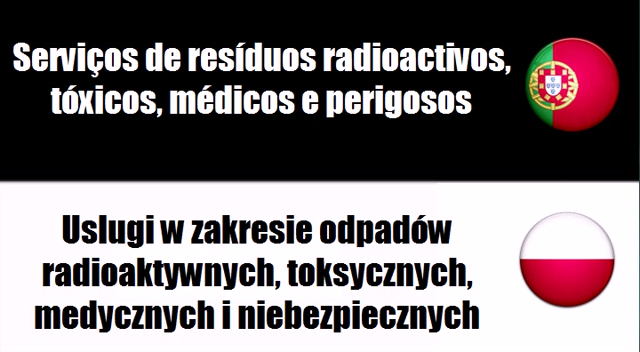 Serviços de resíduos radioactivos,
tóxicos, médicos e perigosos
Uslugi w zakresie odpadów
radioaktywnych, toksycznych,
medycznych i niebezpiecznych